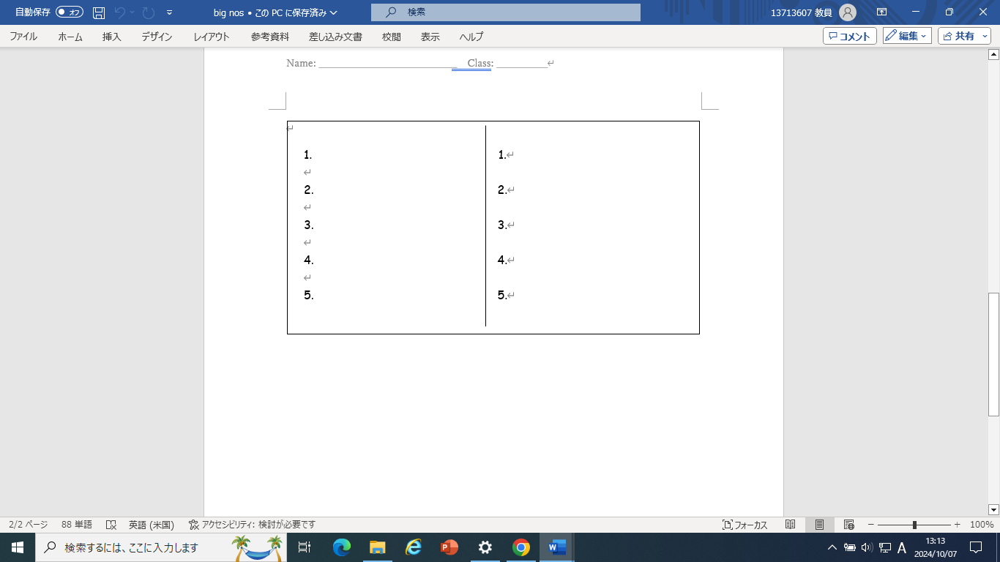 自動保存 オフ big nos • この PC に保存済み 検索 13713607 教員
ファイル ホーム 挿入 デザイン レイアウト 参考資料 差し込み文書 校閲 表示 ヘルプ コメント 編集 共有
Name: ___________________________ Class: __________↵
↵
1. 1.↵
↵
2. 2.↵
↵
3. 3.↵
↵
4. 4.↵
↵
5. 5.↵
2/2 ページ 88 単語 英語 (米国) アクセシビリティ: 検討が必要です フォーカス 100%
検索するには、ここに入力します A 13:13
2024/10/07